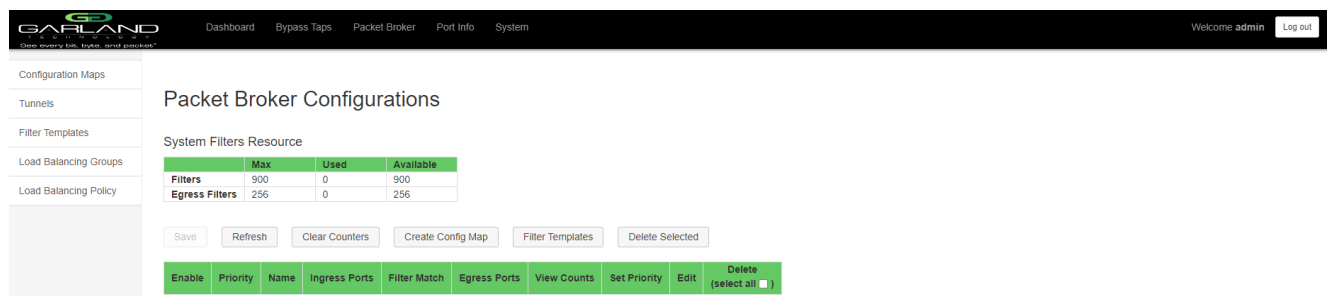 GARLAND
TECHNOLOGY
See every bit, byte, and packet®
Dashboard Bypass Taps Packet Broker Port Info System
Welcome admin Log out
Configuration Maps
Tunnels
Filter Templates
Load Balancing Groups
Load Balancing Policy
Packet Broker Configurations
System Filters Resource
Max Used Available
Filters 900 0 900
Egress Filters 256 0 256
Save Refresh Clear Counters Create Config Map Filter Templates Delete Selected
Enable Priority Name Ingress Ports Filter Match Egress Ports View Counts Set Priority Edit Delete
(select all )